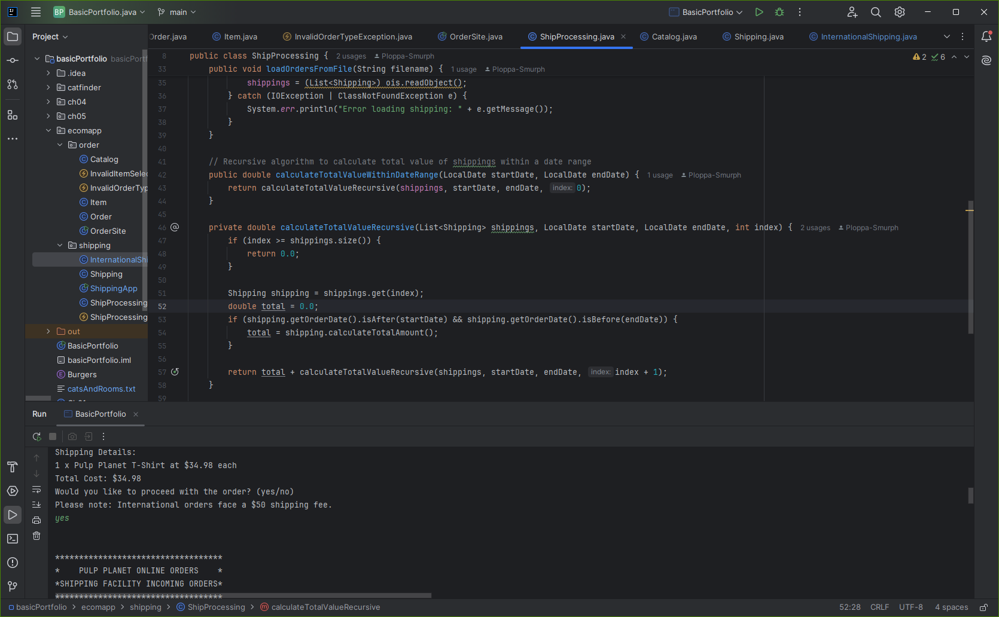 BP BasicPortfolio.java main BasicPortfolio
Project
Order.java Item.java InvalidOrderTypeException.java OrderSite.java ShipProcessing.java Catalog.java Shipping.java InternationalShipping.java
basicPortfolio basicPortf
.idea
catfinder
ch04
ch05
ecomapp
order
Catalog
InvalidItemSelec
InvalidOrderTyp
Item
Order
OrderSite
shipping
InternationalShi
Shipping
ShippingApp
ShipProcessing
ShipProcessing
out
BasicPortfolio
basicPortfolio.iml
Burgers
catsAndRooms.txt
8 public class ShipProcessing { 2 usages Ploppa-Smurph 2 6
33 public void loadOrdersFromFile(String filename) { 1 usage Ploppa-Smurph
35 shippings = (List<Shipping>) ois.readObject();
36 } catch (IOException | ClassNotFoundException e) {
37 System.err.println("Error loading shipping: " + e.getMessage());
38 }
39 }
40
41 // Recursive algorithm to calculate total value of shippings within a date range
42 public double calculateTotalValueWithinDateRange(LocalDate startDate, LocalDate endDate) { 1 usage Ploppa-Smurph
43 return calculateTotalValueRecursive(shippings, startDate, endDate, index: 0);
44 }
45
46 private double calculateTotalValueRecursive(List<Shipping> shippings, LocalDate startDate, LocalDate endDate, int index) { 2 usages Ploppa-Smurph
47 if (index >= shippings.size()) {
48 return 0.0;
49 }
50
51 Shipping shipping = shippings.get(index);
52 double total = 0.0;
53 if (shipping.getOrderDate().isAfter(startDate) && shipping.getOrderDate().isBefore(endDate)) {
54 total = shipping.calculateTotalAmount();
55 }
56
57 return total + calculateTotalValueRecursive(shippings, startDate, endDate, index: index + 1);
58 }
59
Run BasicPortfolio
Shipping Details:
1 x Pulp Planet T-Shirt at $34.98 each
Total Cost: $34.98
Would you like to proceed with the order? (yes/no)
Please note: International orders face a $50 shipping fee.
yes
***********************************
* PULP PLANET ONLINE ORDERS *
*SHIPPING FACILITY INCOMING ORDERS*
***********************************
basicPortfolio > ecomapp > shipping > ShipProcessing > calculateTotalValueRecursive 52:28 CRLF UTF-8 4 spaces